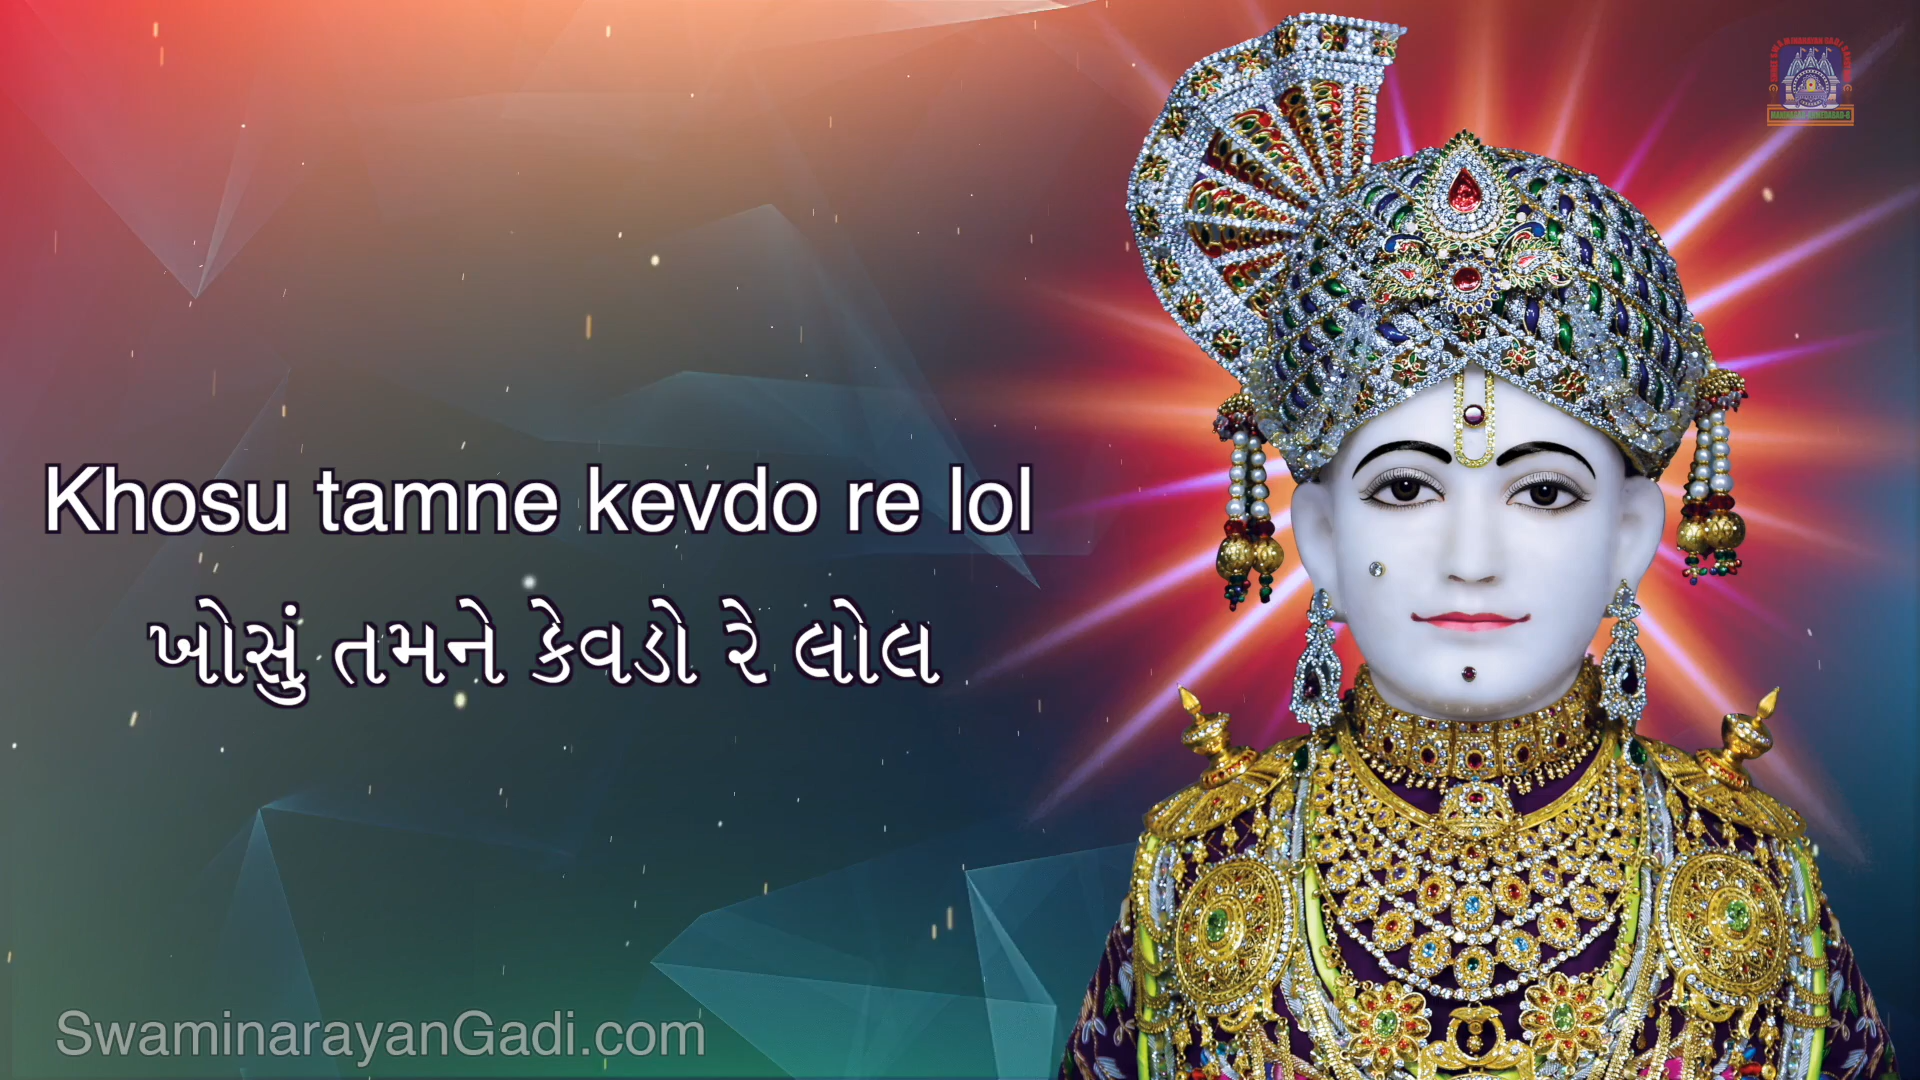 Khosu tamne kevdo re lol
ખોસું તમને કેવડો રે લોલ
SwaminarayanGadi.com